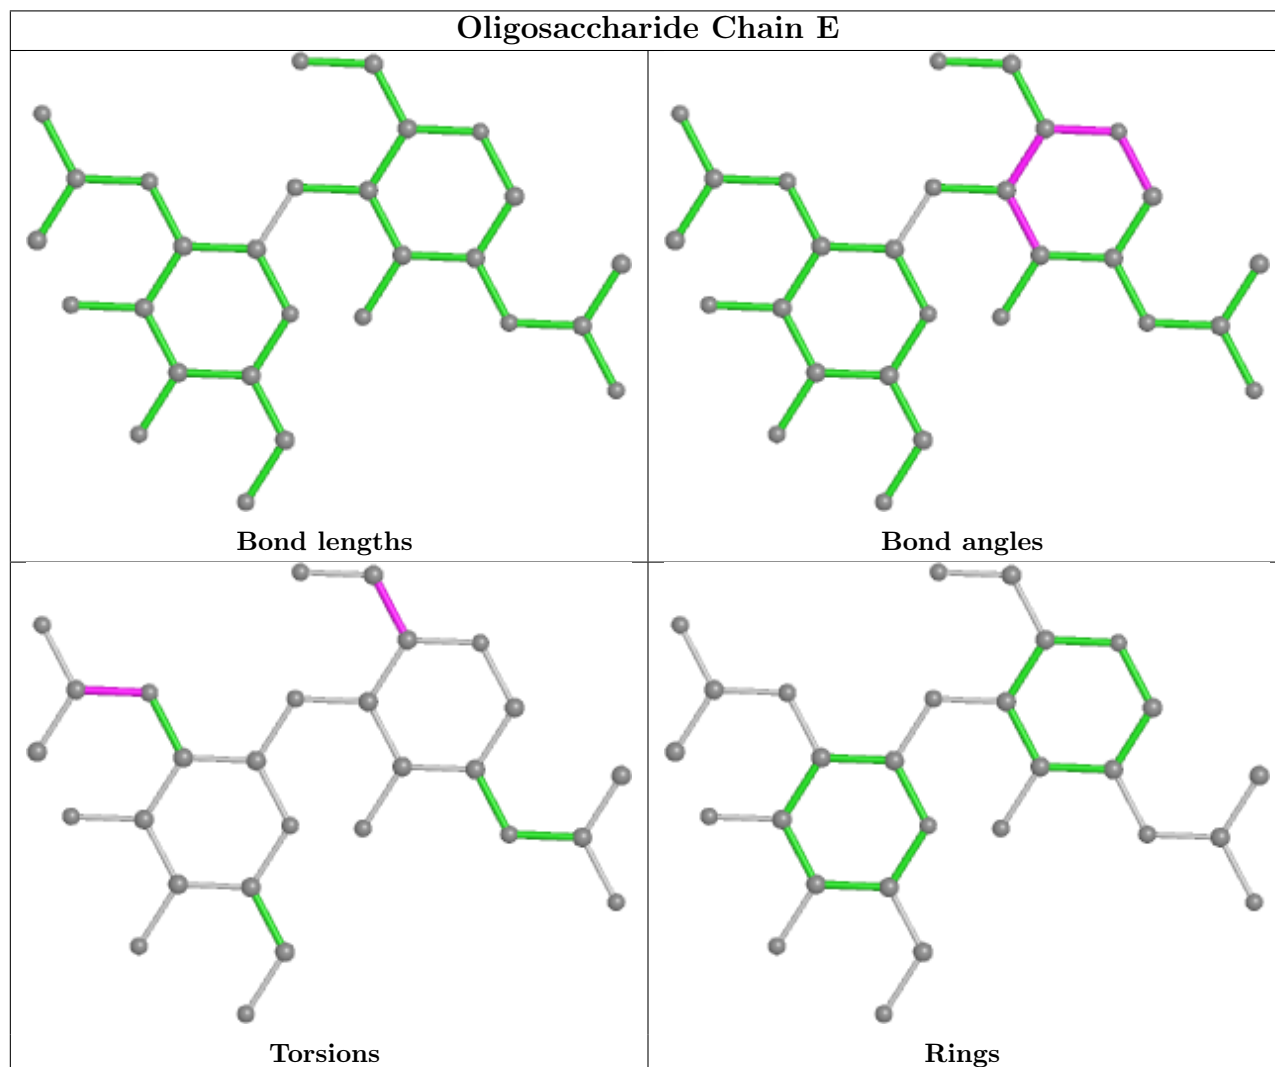 Oligosaccharide Chain E
Bond lengths
Bond angles
Torsions
Rings